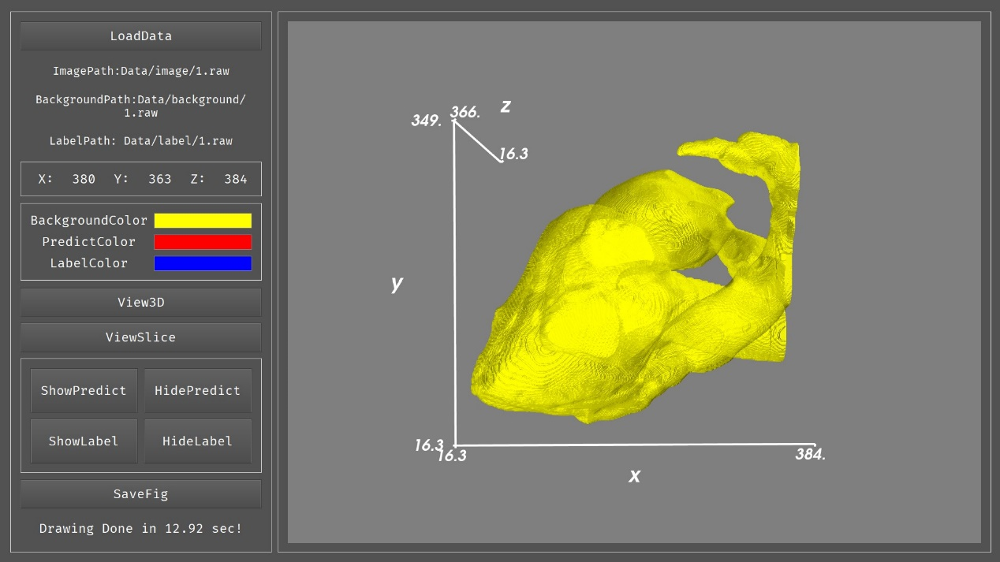 LoadData
ImagePath:Data/image/1.raw
BackgroundPath:Data/background/
1.raw
LabelPath: Data/label/1.raw
X: 380 Y: 363 Z: 384
BackgroundColor
PredictColor
LabelColor
View3D
ViewSlice
ShowPredict HidePredict
ShowLabel HideLabel
SaveFig
Drawing Done in 12.92 sec!
z
349. 366.
16.3
y
16.3
16.3
384.
x